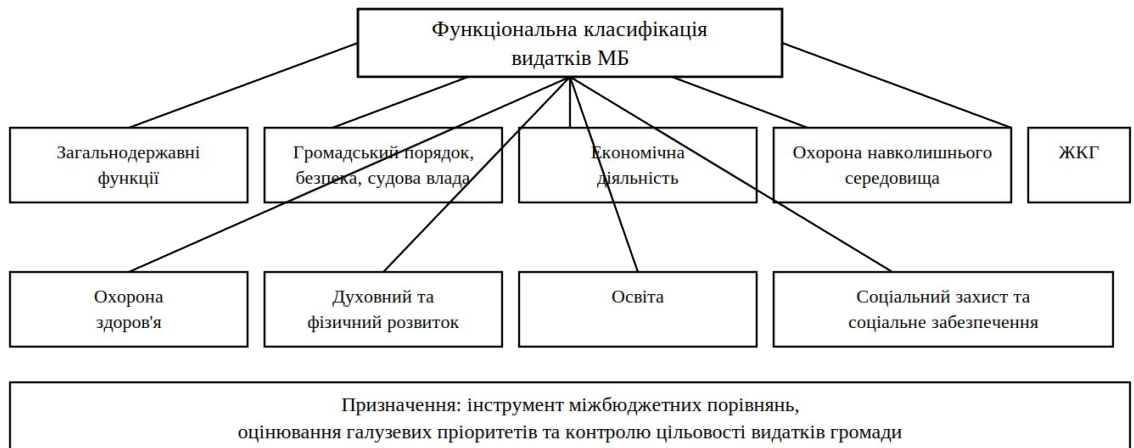 Функціональна класифікація
видатків МБ
Загальнодержавні
функції
Громадський порядок,
безпека, судова влада
Економічна
діяльність
Охорона навколишнього
середовища
ЖКГ
Охорона
здоров'я
Духовний та
фізичний розвиток
Освіта
Соціальний захист та
соціальне забезпечення
Призначення: інструмент міжбюджетних порівнянь,
оцінювання галузевих пріоритетів та контролю цільовості видатків громади